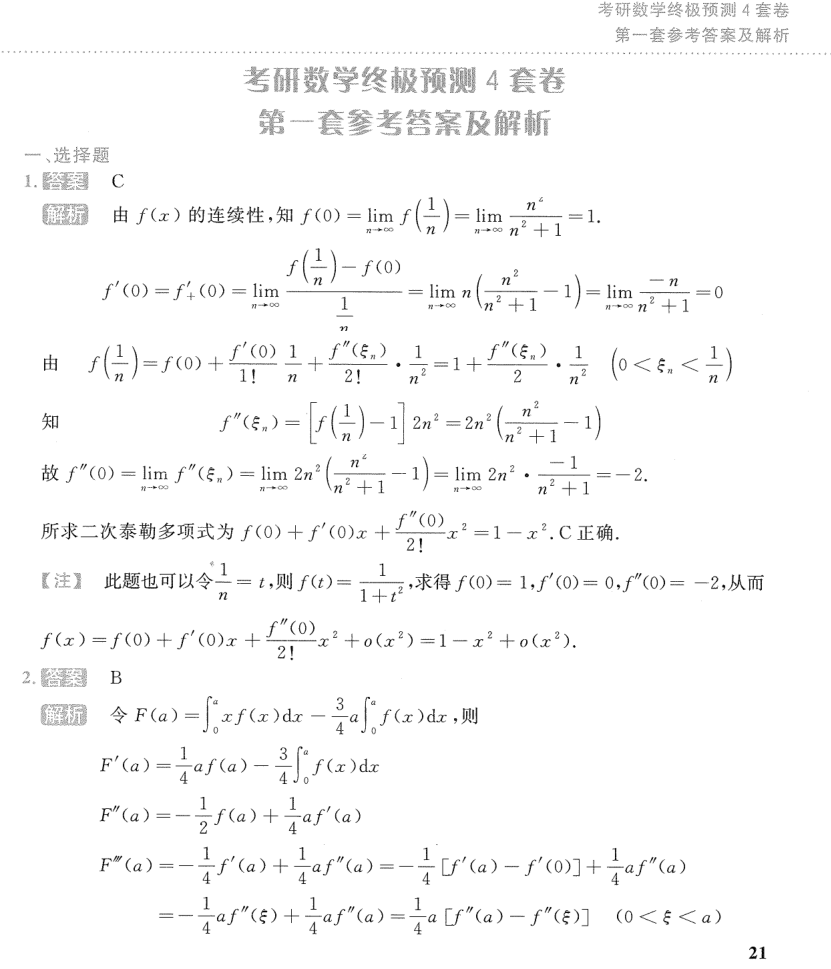 考研数学终极预测 4 套卷
第一套参考答案及解析
考研数学终极预测 4 套卷
第一套参考答案及解析
一、选择题
1. 答案 C
解析 由 f(x) 的连续性,知 f(0) = lim_{n→∞} f(1/n) = lim_{n→∞} n²/(n²+1) = 1.
f′(0) = f′₊(0) = lim_{n→∞} (f(1/n) − f(0))/(1/n) = lim_{n→∞} n(n²/(n²+1) − 1) = lim_{n→∞} −n/(n²+1) = 0
由 f(1/n) = f(0) + f′(0)/1! 1/n + f″(ξₙ)/2! · 1/n² = 1 + f″(ξₙ)/2 · 1/n² (0 < ξₙ < 1/n)
知 f″(ξₙ) = [f(1/n) − 1] 2n² = 2n²(n²/(n²+1) − 1)
故 f″(0) = lim_{n→∞} f″(ξₙ) = lim_{n→∞} 2n²(n²/(n²+1) − 1) = lim_{n→∞} 2n² · −1/(n²+1) = −2.
所求二次泰勒多项式为 f(0) + f′(0)x + f″(0)/2! x² = 1 − x². C 正确.
【注】 此题也可以令 1/n = t,则 f(t) = 1/(1+t²),求得 f(0) = 1, f′(0) = 0, f″(0) = −2,从而
f(x) = f(0) + f′(0)x + f″(0)/2! x² + o(x²) = 1 − x² + o(x²).
2. 答案 B
解析 令 F(a) = ∫₀ᵃ xf(x)dx − 3/4 a∫₀ᵃ f(x)dx ,则
F′(a) = 1/4 af(a) − 3/4 ∫₀ᵃ f(x)dx
F″(a) = −1/2 f(a) + 1/4 af′(a)
F‴(a) = −1/4 f′(a) + 1/4 af″(a) = −1/4 [f′(a) − f′(0)] + 1/4 af″(a)
= −1/4 af″(ξ) + 1/4 af″(a) = 1/4 a [f″(a) − f″(ξ)] (0 < ξ < a)
21